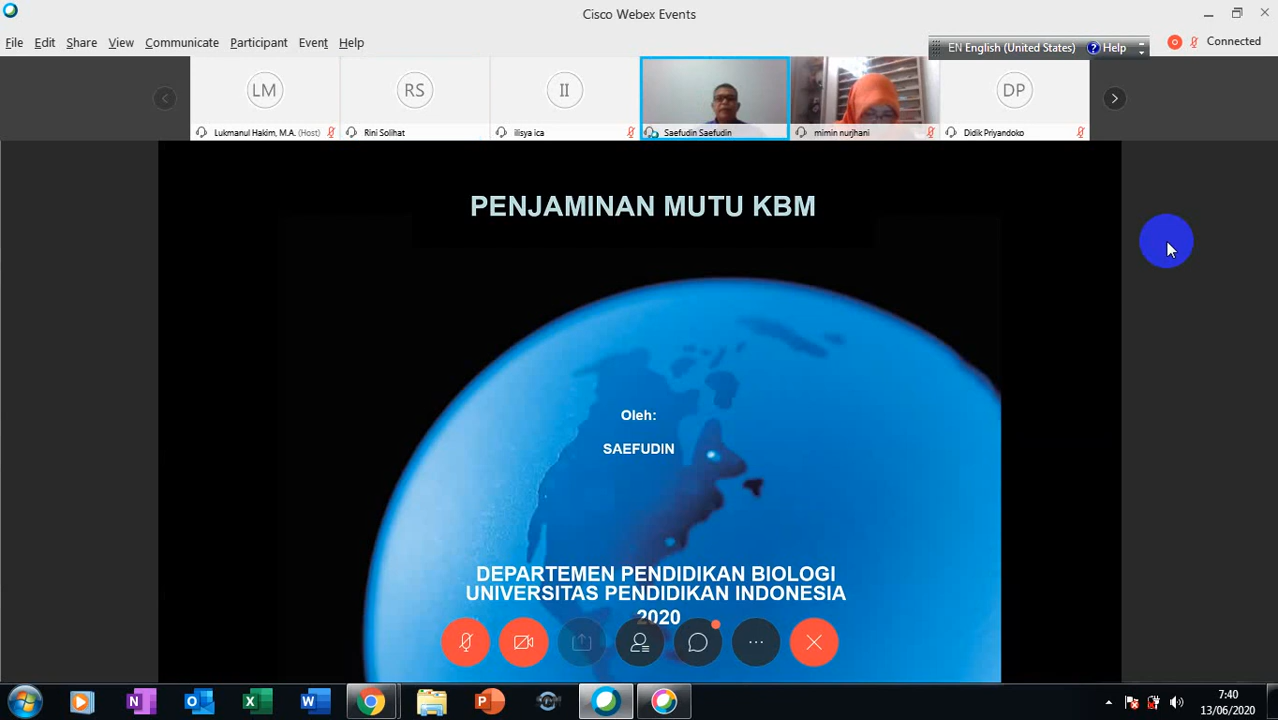 Cisco Webex Events
File Edit Share View Communicate Participant Event Help
EN English (United States) ? Help
Connected
LM
RS
II
DP
Lukmanul Hakim, M.A. (Host)
Rini Solihat
ilisya ica
Saefudin Saefudin
mimin nurjhani
Didik Priyandoko
PENJAMINAN MUTU KBM
Oleh:
SAEFUDIN
DEPARTEMEN PENDIDIKAN BIOLOGI
UNIVERSITAS PENDIDIKAN INDONESIA
2020
7:40
13/06/2020